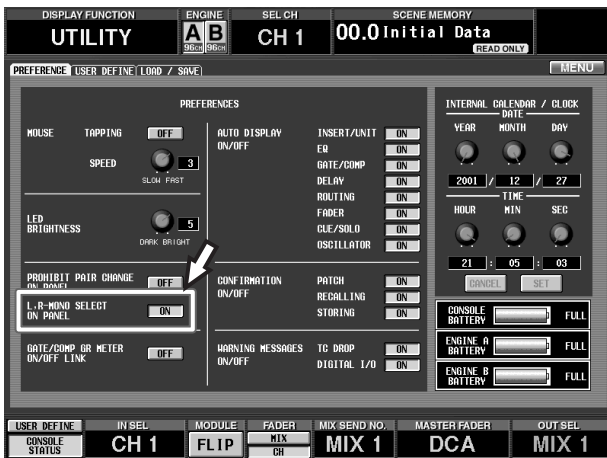 DISPLAY FUNCTION ENGINE SEL CH SCENE MEMORY
UTILITY A B CH 1 00.0 Initial Data
96CH 96CH READ ONLY
PREFERENCE USER DEFINE LOAD / SAVE MENU
PREFERENCES
MOUSE TAPPING OFF
SPEED 3
SLOW FAST
LED
BRIGHTNESS 5
DARK BRIGHT
PROHIBIT PAIR CHANGE
ON PANEL OFF
L.R-MONO SELECT
ON PANEL ON
GATE/COMP GR METER
ON/OFF LINK OFF
AUTO DISPLAY
ON/OFF
INSERT/UNIT ON
EQ ON
GATE/COMP ON
DELAY ON
ROUTING ON
FADER ON
CUE/SOLO ON
OSCILLATOR ON
CONFIRMATION
ON/OFF
PATCH ON
RECALLING ON
STORING ON
WARNING MESSAGES
ON/OFF
TC DROP ON
DIGITAL I/O ON
INTERNAL CALENDAR / CLOCK
DATE
YEAR MONTH DAY
2001 / 12 / 27
TIME
HOUR MIN SEC
21 : 05 : 03
CANCEL SET
CONSOLE
BATTERY FULL
ENGINE A
BATTERY FULL
ENGINE B
BATTERY FULL
USER DEFINE IN SEL MODULE FADER MIX SEND NO. MASTER FADER OUT SEL
CONSOLE
STATUS CH 1 FLIP MIX CH MIX 1 DCA MIX 1